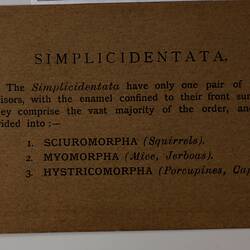 SIMPLICIDENTATA.
The Simplicidentata have only one pair of
isors, with the enamel confined to their front sur
ey comprise the vast majority of the order, and
ided into :—
1. SCIUROMORPHA (Squirrels).
2. MYOMORPHA (Mice, Jerboas).
3. HYSTRICOMORPHA (Porcupines, Cap